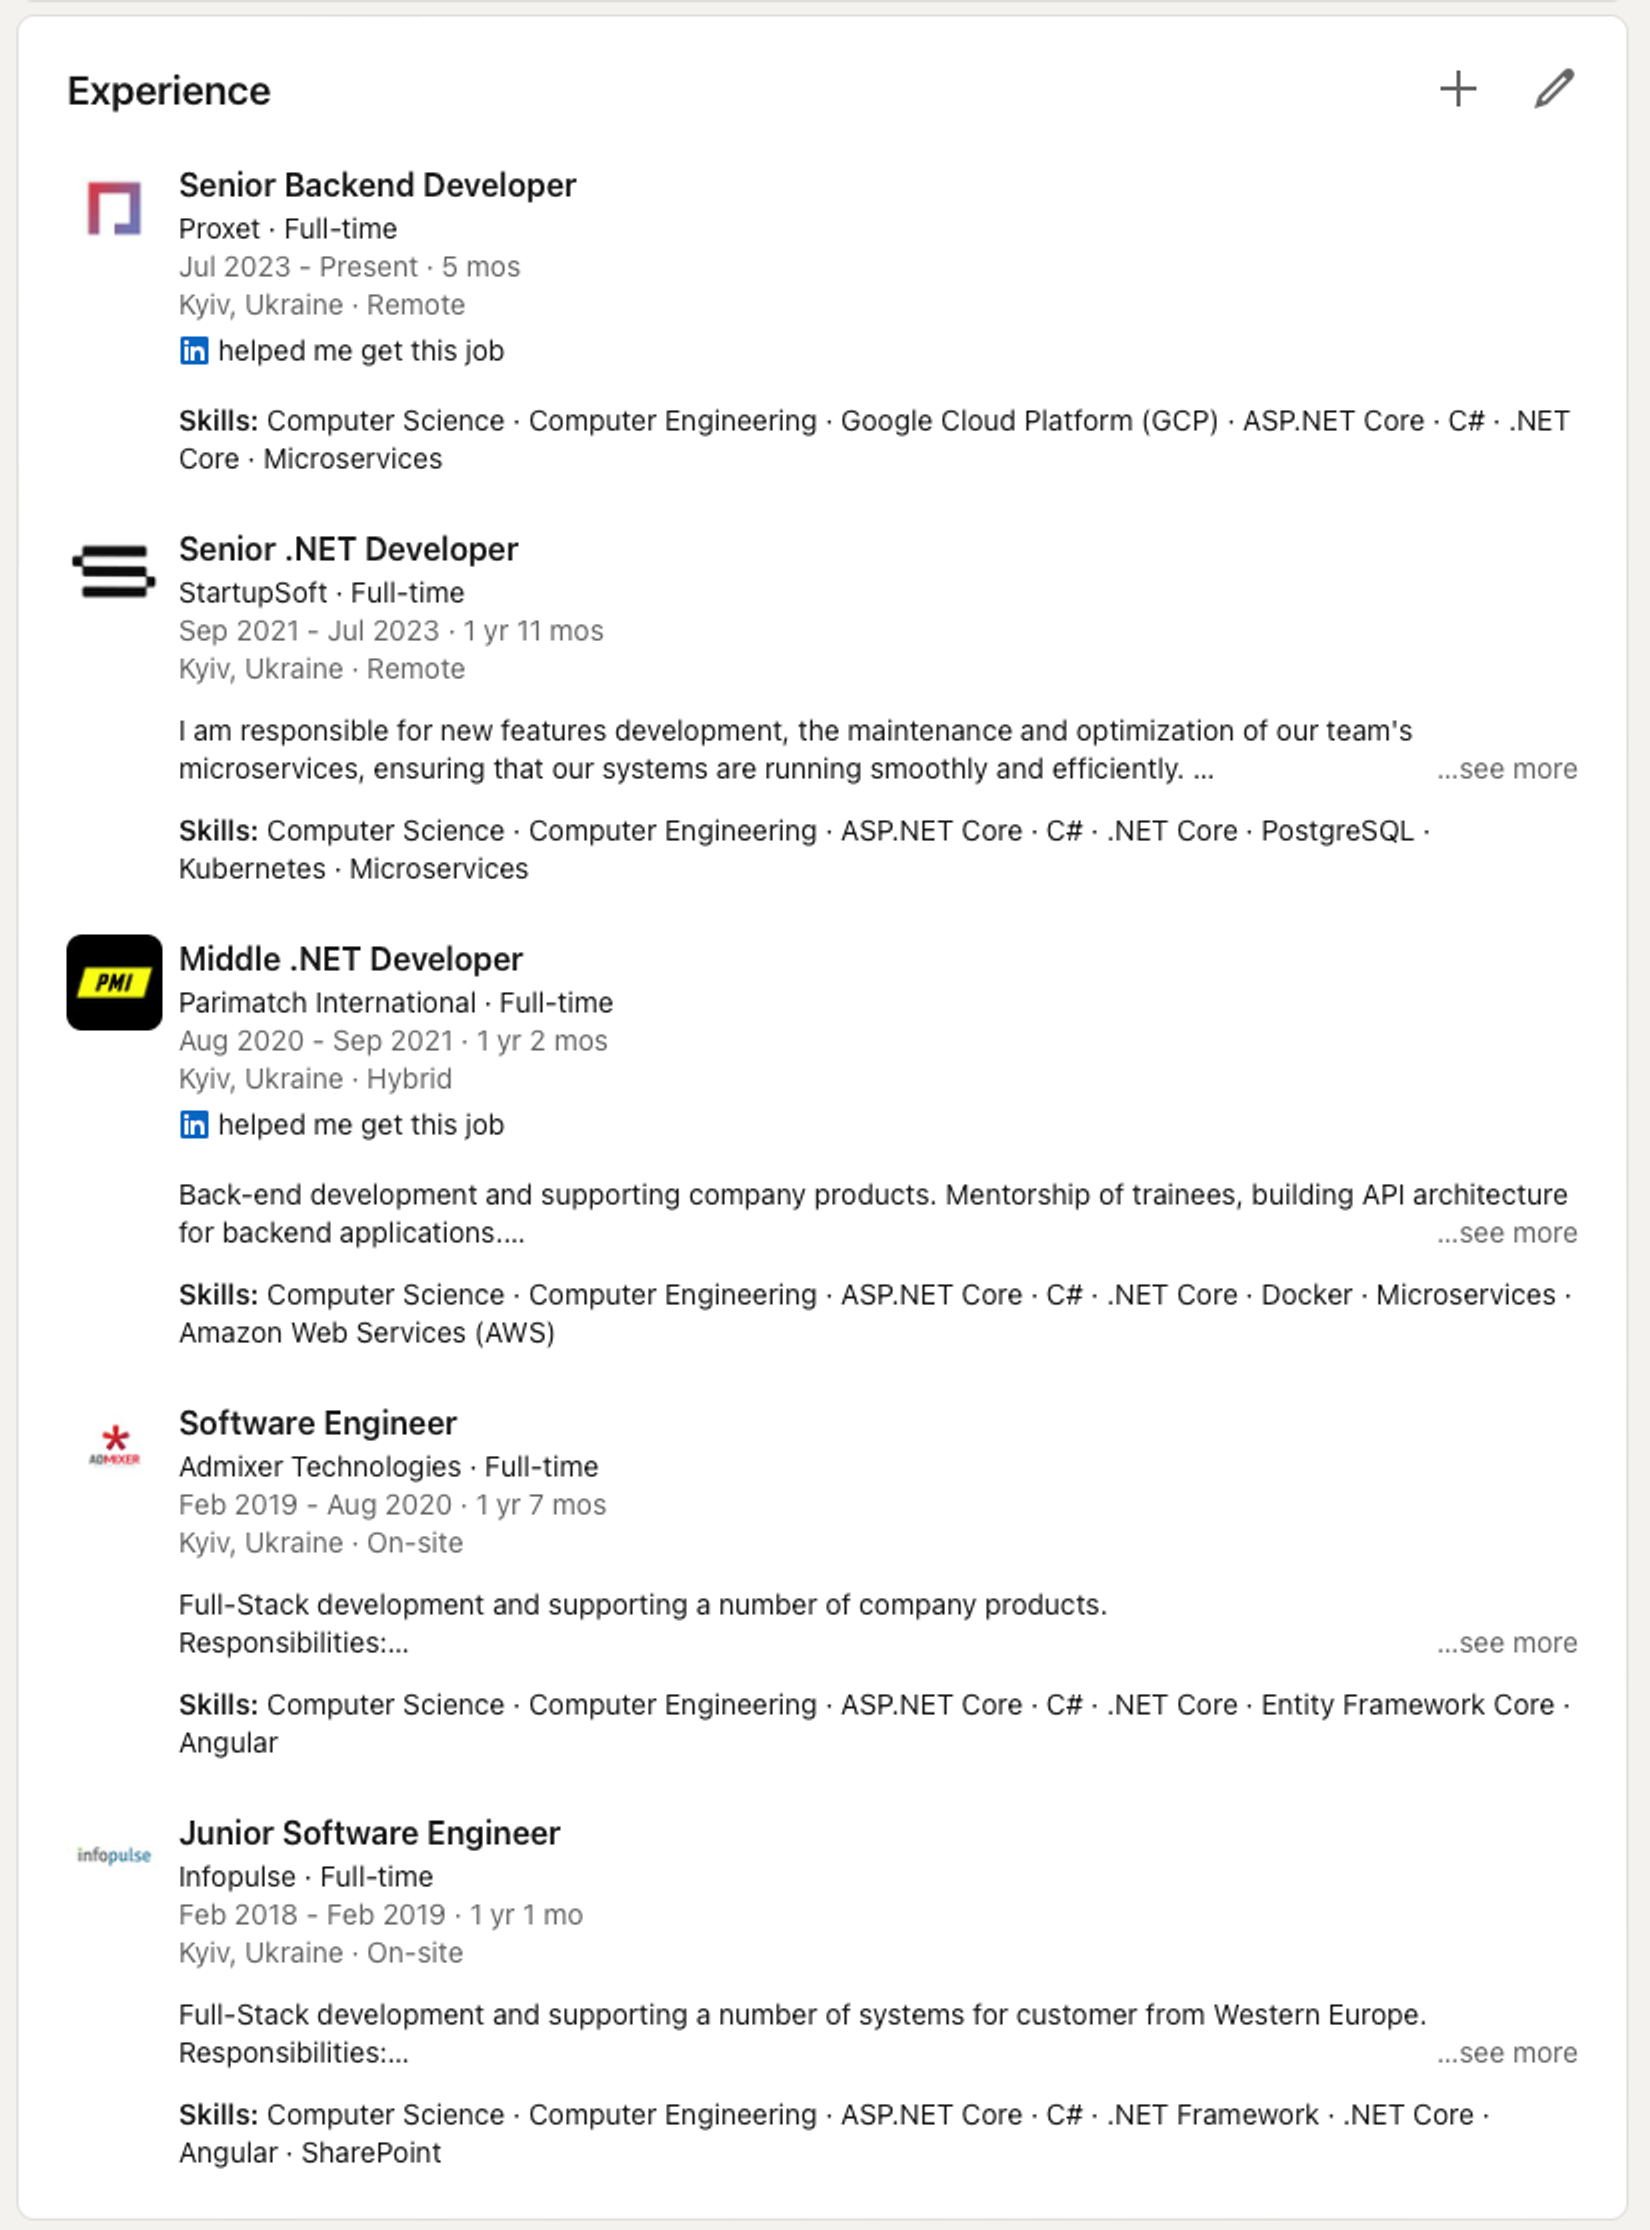 Experience
Senior Backend Developer
Proxet · Full-time
Jul 2023 - Present · 5 mos
Kyiv, Ukraine · Remote
in helped me get this job
Skills: Computer Science · Computer Engineering · Google Cloud Platform (GCP) · ASP.NET Core · C# · .NET
Core · Microservices
Senior .NET Developer
StartupSoft · Full-time
Sep 2021 - Jul 2023 · 1 yr 11 mos
Kyiv, Ukraine · Remote
I am responsible for new features development, the maintenance and optimization of our team's
microservices, ensuring that our systems are running smoothly and efficiently. ... ...see more
Skills: Computer Science · Computer Engineering · ASP.NET Core · C# · .NET Core · PostgreSQL ·
Kubernetes · Microservices
PMI
Middle .NET Developer
Parimatch International · Full-time
Aug 2020 - Sep 2021 · 1 yr 2 mos
Kyiv, Ukraine · Hybrid
in helped me get this job
Back-end development and supporting company products. Mentorship of trainees, building API architecture
for backend applications.... ...see more
Skills: Computer Science · Computer Engineering · ASP.NET Core · C# · .NET Core · Docker · Microservices ·
Amazon Web Services (AWS)
Software Engineer
ADMIXER
Admixer Technologies · Full-time
Feb 2019 - Aug 2020 · 1 yr 7 mos
Kyiv, Ukraine · On-site
Full-Stack development and supporting a number of company products.
Responsibilities:... ...see more
Skills: Computer Science · Computer Engineering · ASP.NET Core · C# · .NET Core · Entity Framework Core ·
Angular
Junior Software Engineer
infopulse
Infopulse · Full-time
Feb 2018 - Feb 2019 · 1 yr 1 mo
Kyiv, Ukraine · On-site
Full-Stack development and supporting a number of systems for customer from Western Europe.
Responsibilities:... ...see more
Skills: Computer Science · Computer Engineering · ASP.NET Core · C# · .NET Framework · .NET Core ·
Angular · SharePoint